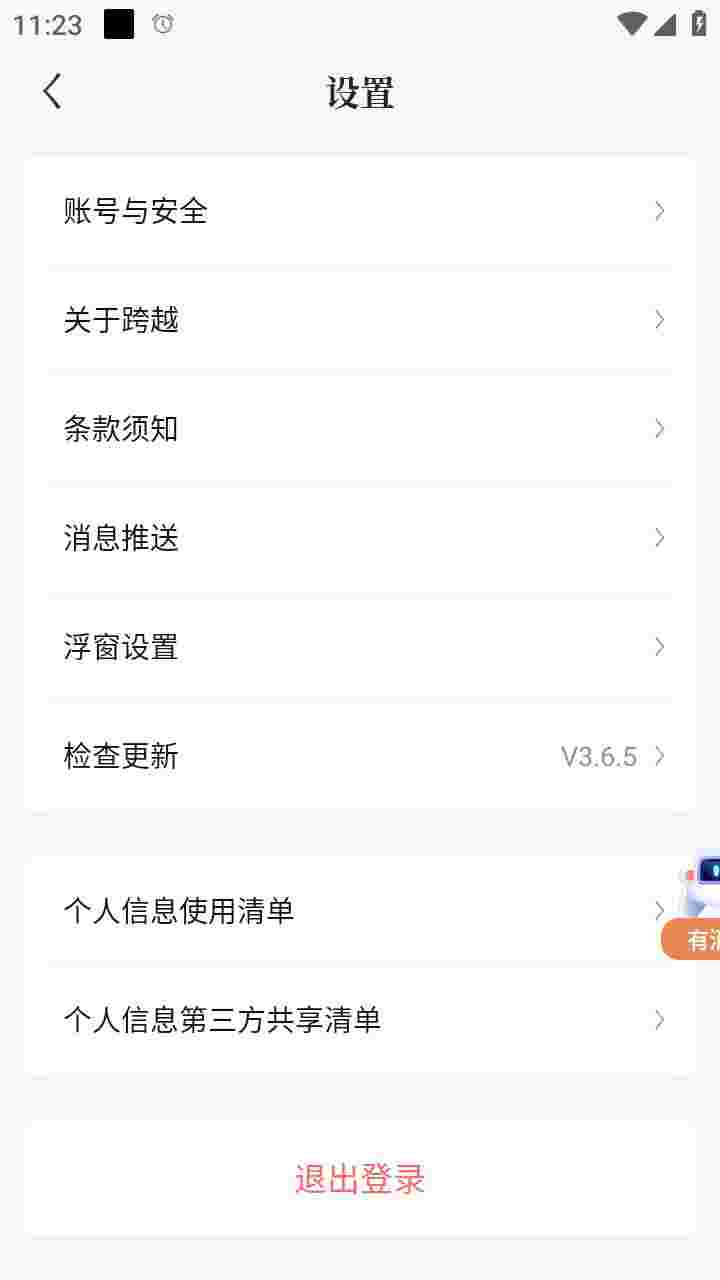 11:23
设置
账号与安全
关于跨越
条款须知
消息推送
浮窗设置
检查更新 V3.6.5
个人信息使用清单
有
个人信息第三方共享清单
退出登录